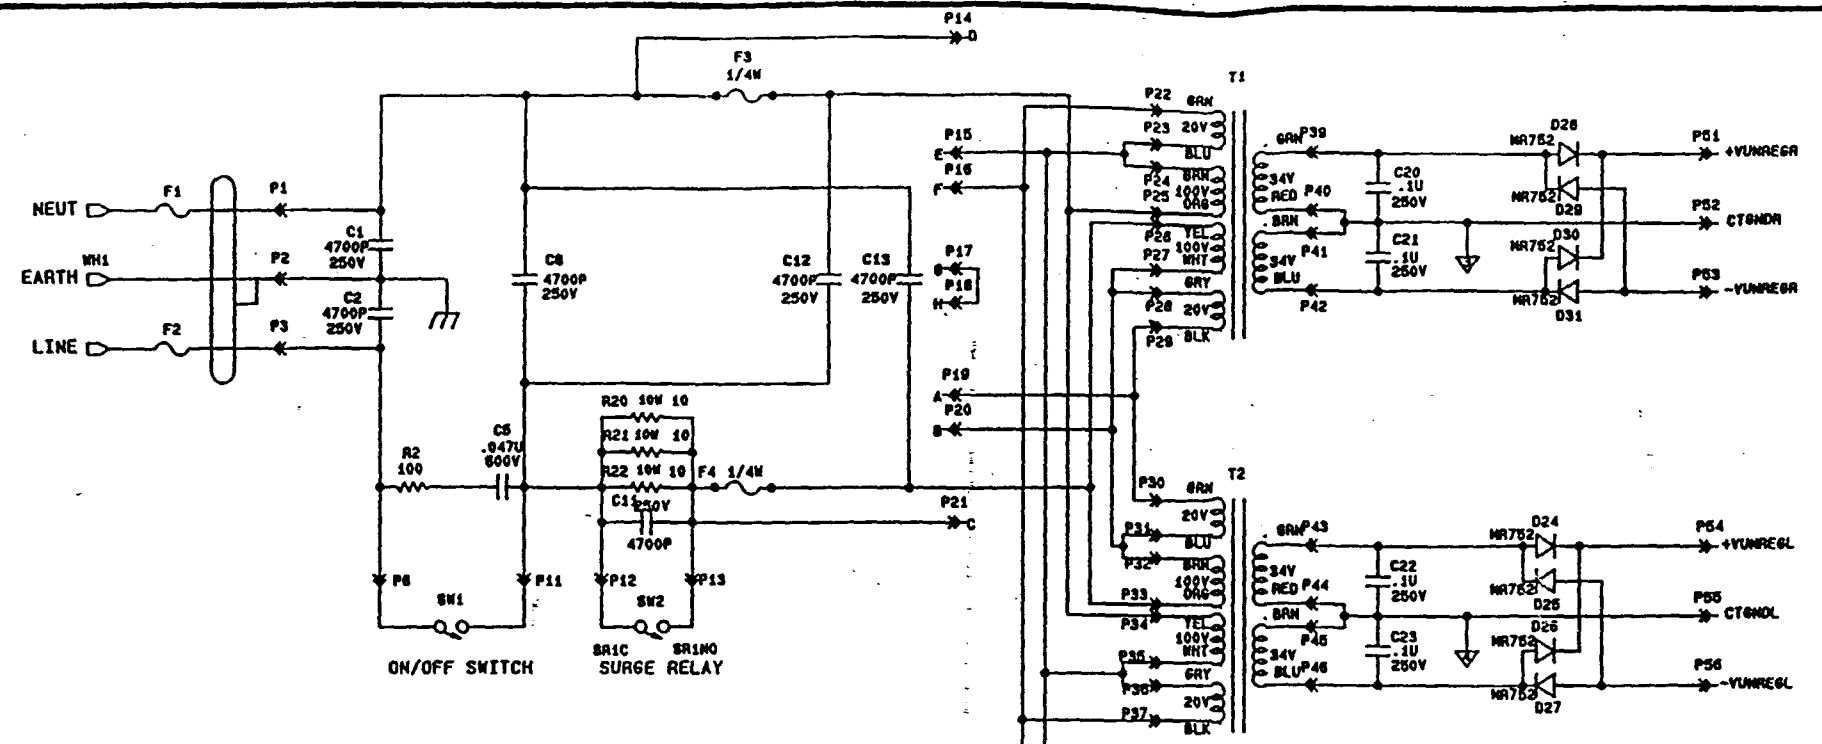 P14
D
F3
1/4W
T1
P22
GRN
20V
P23
BLU
P15
E
P16
F
P24
BRN
100V
P25
ORG
YEL
P26
100V
P27
WHT
GRY
P28
20V
P29
BLK
GRN
P39
34V
RED
P40
BRN
34V
P41
BLU
P42
C20
.1U
250V
C21
.1U
250V
D28
MR752
MR752
D29
D30
MR752
MR752
D31
P51
+VUNREGR
P52
CTGNDR
P53
-VUNREGR
NEUT
F1
P1
C1
4700P
250V
EARTH
WH1
P2
C2
4700P
250V
LINE
F2
P3
4700P
250V
C12
4700P
250V
C13
4700P
250V
P17
P18
H
P19
A
P20
B
R20 10W 10
R21 10W 10
R22 10W 10
F4 1/4W
C11
250V
4700P
P21
C
R2
100
C5
.047U
600V
P6
P11
P12
P13
SW1
SW2
SR1C
SR1NO
ON/OFF SWITCH
SURGE RELAY
T2
P30
GRN
20V
P31
BLU
P32
BRN
100V
ORG
P33
P34
YEL
100V
WHT
P35
GRY
P36
20V
P37
BLK
GRN
P43
34V
RED
P44
BRN
P45
34V
BLU
P46
C22
.1U
250V
C23
.1U
250V
D24
MR752
MR752
D25
D26
MR752
MR752
D27
P54
+VUNREGL
P55
CTGNDL
P56
-VUNREGL